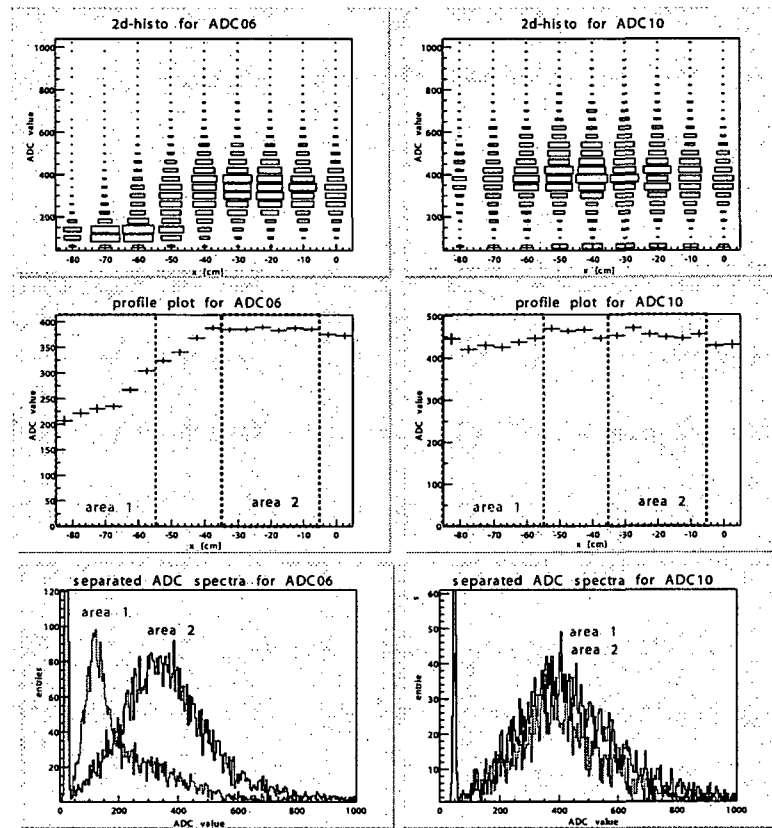 2d-histo for ADC06
ADC value
1000
800
600
400
200
-80 -70 -60 -50 -40 -30 -20 -10 0
x [cm]
2d-histo for ADC10
ADC value
1000
800
600
400
200
-80 -70 -60 -50 -40 -30 -20 -10 0
x [cm]
profile plot for ADC06
ADC value
400
350
300
250
200
150
100
50
0
area 1
area 2
-80 -70 -60 -50 -40 -30 -20 -10 0
x [cm]
profile plot for ADC10
ADC value
500
400
300
200
100
0
area 1
area 2
-80 -70 -60 -50 -40 -30 -20 -10 0
x [cm]
separated ADC spectra for ADC06
entries
120
100
80
60
40
20
area 1
area 2
0 200 400 600 800 1000
ADC value
separated ADC spectra for ADC10
s
entrie
60
50
40
30
20
10
area 1
area 2
0 200 400 600 800 1000
ADC value